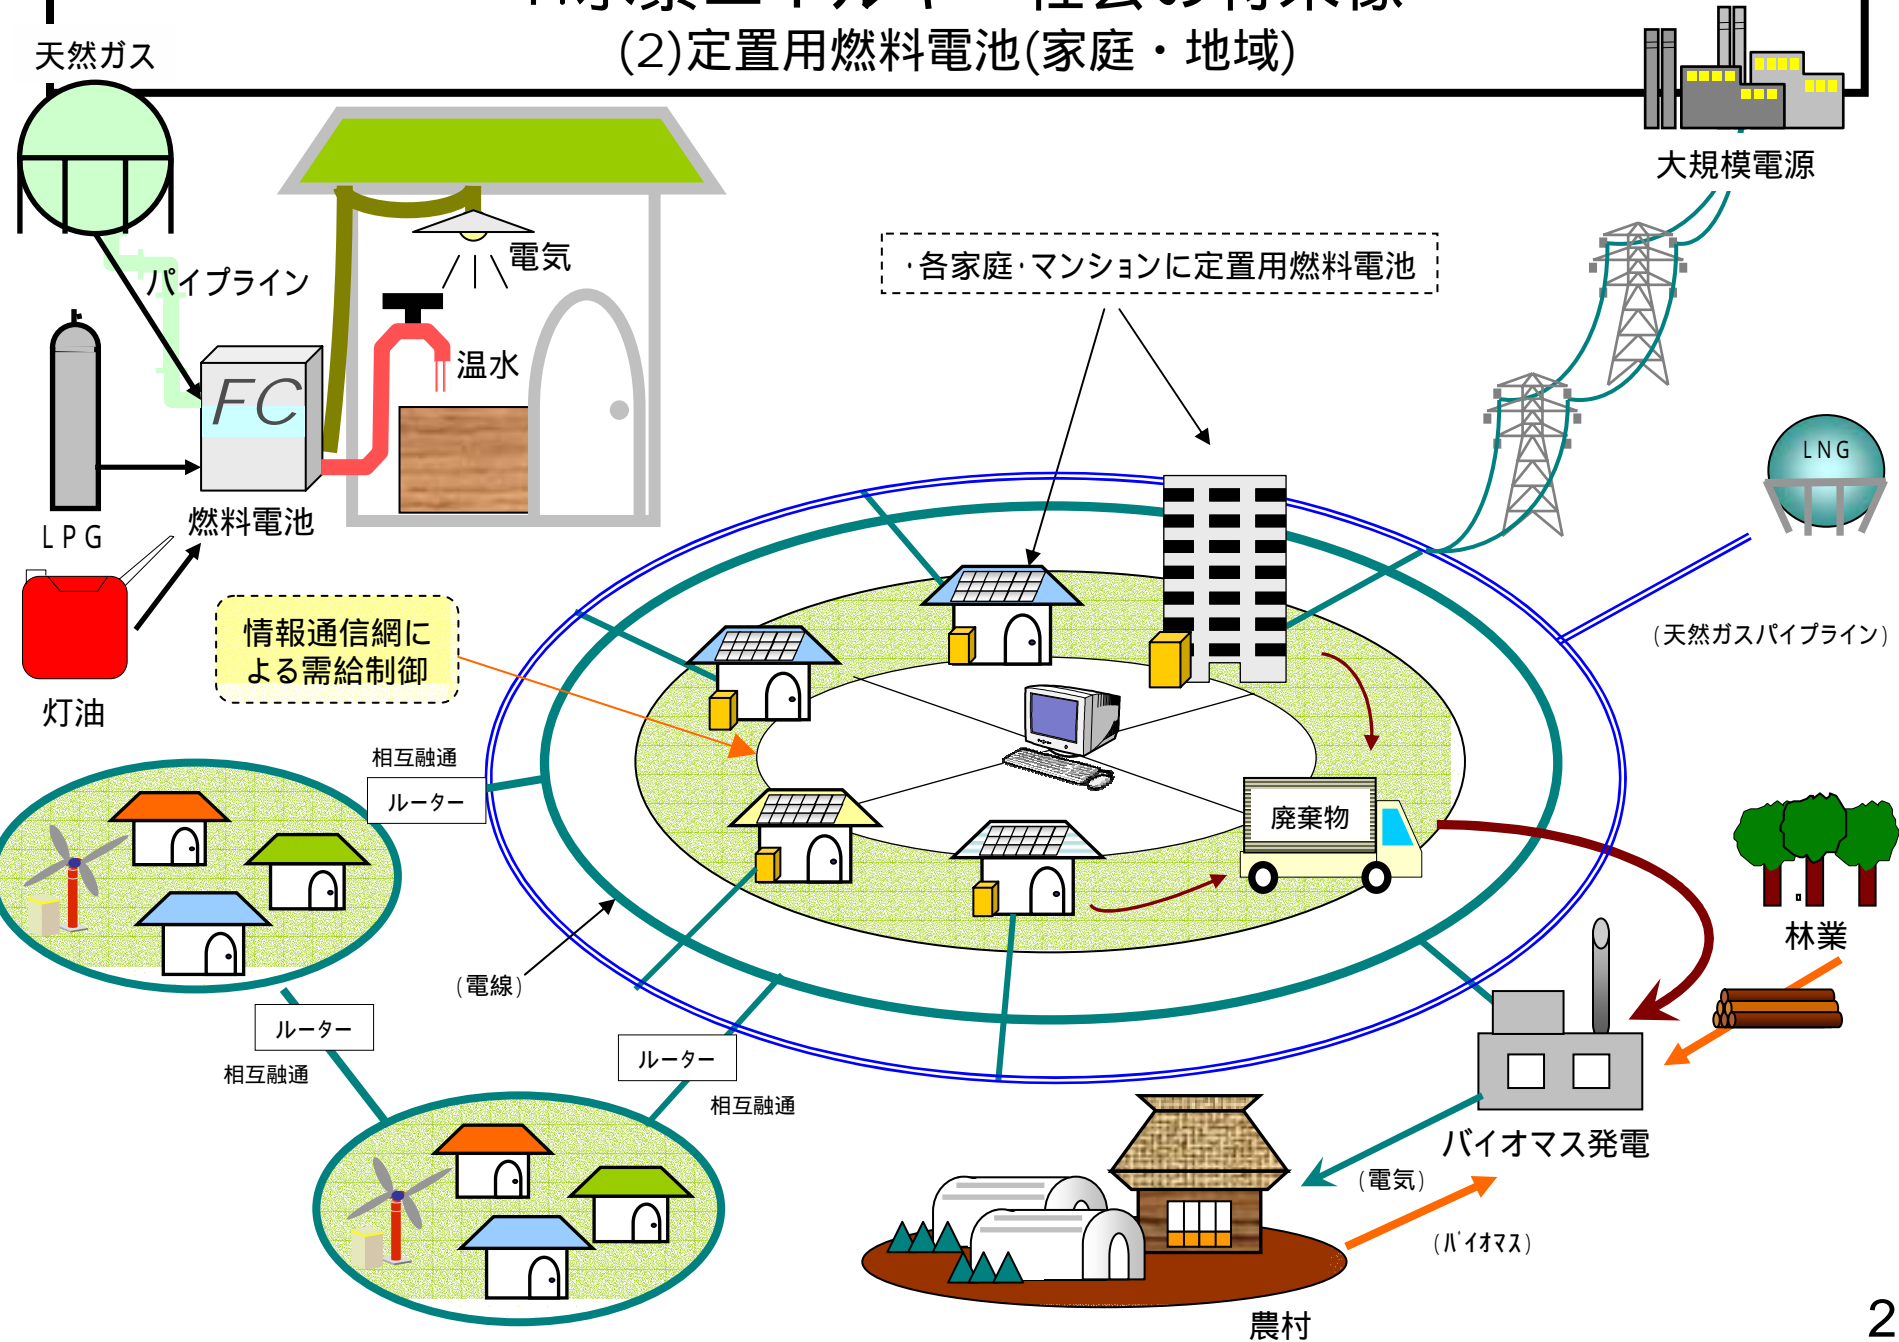 (2)定置用燃料電池(家庭・地域)
天然ガス
大規模電源
電気
・各家庭・マンションに定置用燃料電池
パイプライン
温水
FC
LNG
燃料電池
LPG
(天然ガスパイプライン)
情報通信網に
よる需給制御
灯油
相互融通
ルーター
廃棄物
林業
(電線)
ルーター
ルーター
相互融通
相互融通
バイオマス発電
(電気)
(バイオマス)
農村
2